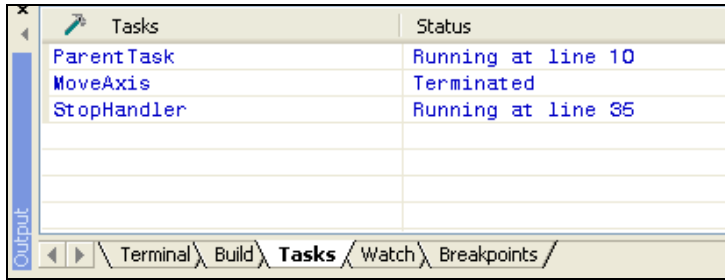 Tasks Status
ParentTask Running at line 10
MoveAxis Terminated
StopHandler Running at line 35
Output
Terminal Build Tasks Watch Breakpoints